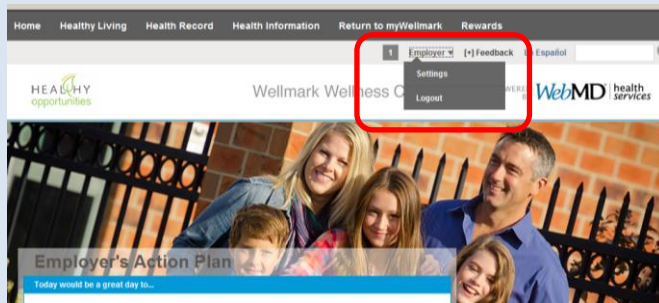 Home Healthy Living Health Record Health Information Return to myWellmark Rewards
1 Employer [+] Feedback Español
Settings
Logout
HEALTHY
opportunities
Wellmark Wellness C
WebMD health
services
Employer's Action Plan
Today would be a great day to...